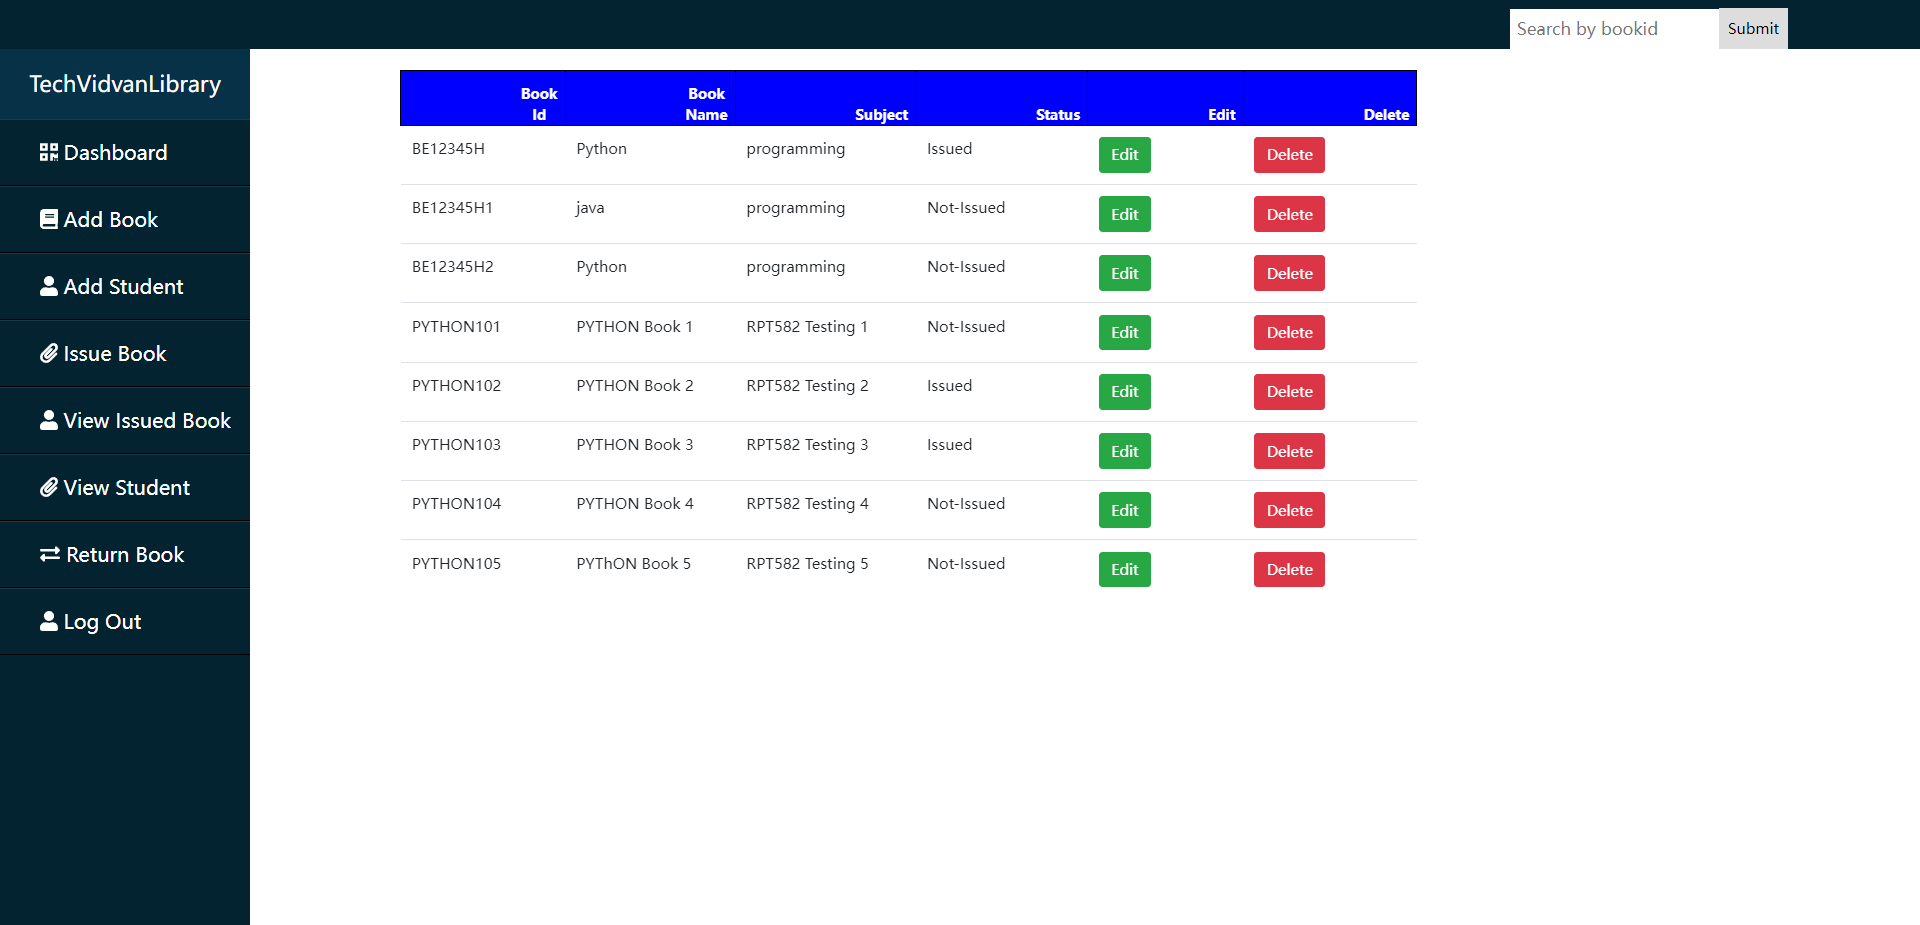 Search by bookid Submit
TechVidvanLibrary
Dashboard
Add Book
Add Student
Issue Book
View Issued Book
View Student
Return Book
Log Out
Book Id Book Name Subject Status Edit Delete
BE12345H Python programming Issued Edit Delete
BE12345H1 java programming Not-Issued Edit Delete
BE12345H2 Python programming Not-Issued Edit Delete
PYTHON101 PYTHON Book 1 RPT582 Testing 1 Not-Issued Edit Delete
PYTHON102 PYTHON Book 2 RPT582 Testing 2 Issued Edit Delete
PYTHON103 PYTHON Book 3 RPT582 Testing 3 Issued Edit Delete
PYTHON104 PYTHON Book 4 RPT582 Testing 4 Not-Issued Edit Delete
PYTHON105 PYThON Book 5 RPT582 Testing 5 Not-Issued Edit Delete